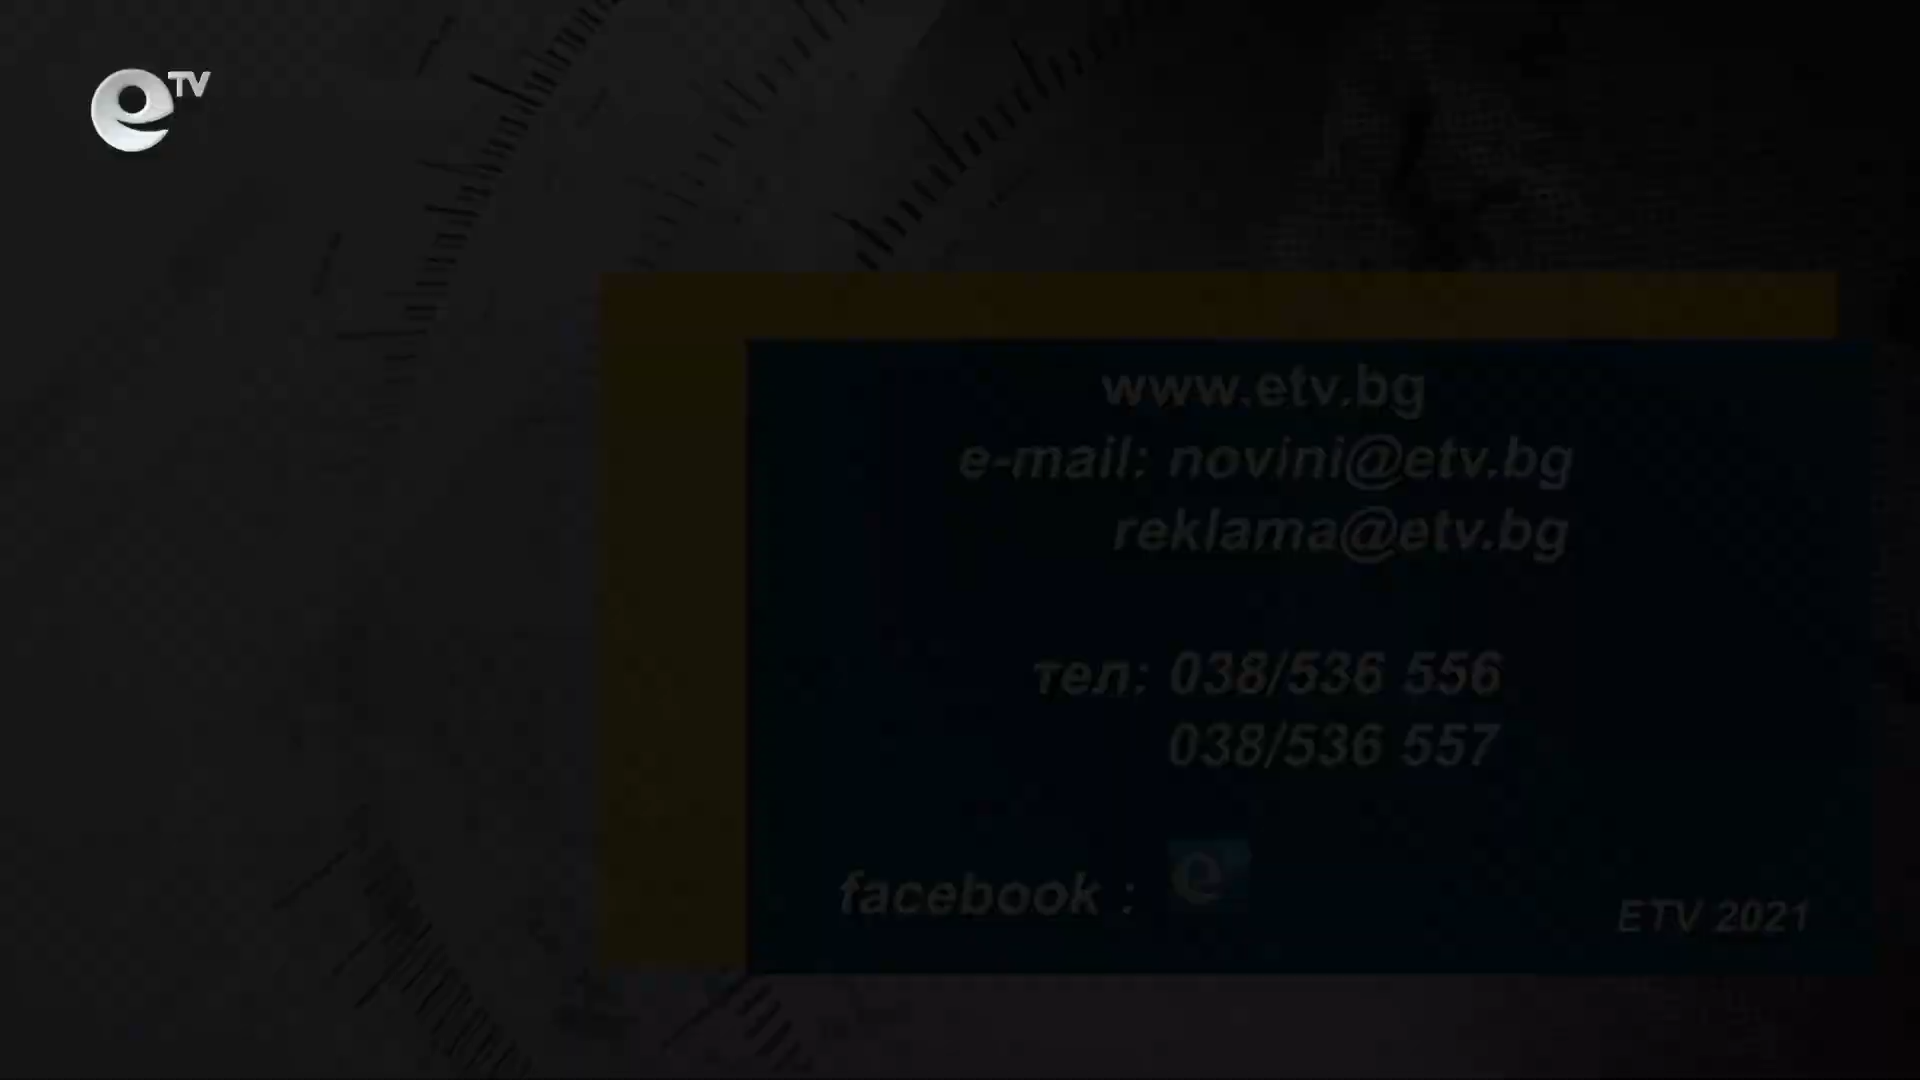 eTV
www.etv.bg
e-mail: novini@etv.bg
reklama@etv.bg
тел: 038/536 556
038/536 557
facebook : e
ETV 2021